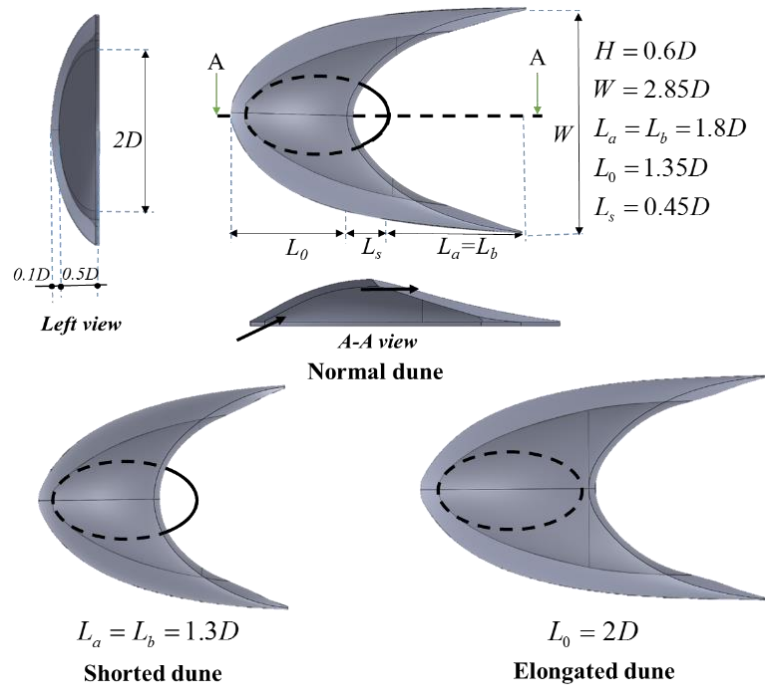 A
A
2D
W
H = 0.6D
W = 2.85D
L_a = L_b = 1.8D
L_0 = 1.35D
L_s = 0.45D
L_0
L_s
L_a=L_b
0.1D
0.5D
Left view
A-A view
Normal dune
L_a = L_b = 1.3D
L_0 = 2D
Shorted dune
Elongated dune